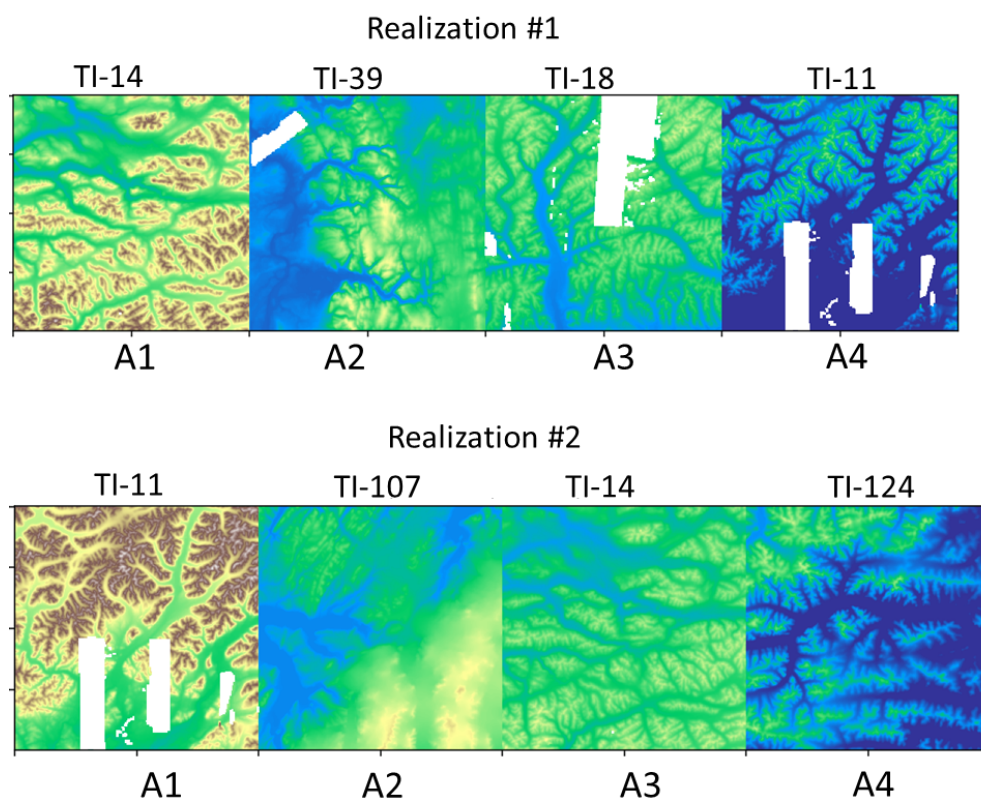 Realization #1
TI-14 TI-39 TI-18 TI-11
A1 A2 A3 A4
Realization #2
TI-11 TI-107 TI-14 TI-124
A1 A2 A3 A4